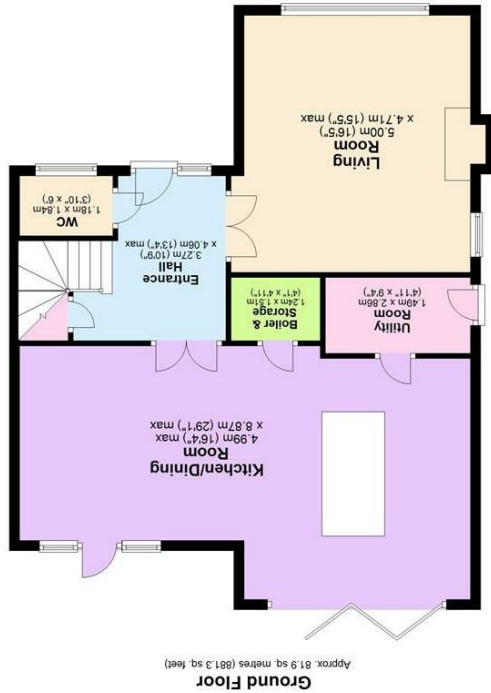 Ground Floor
Approx. 81.9 sq. metres (881.3 sq. feet)
Kitchen/Dining
Room
4.99m (16'4") max
x 8.87m (29'1") max
Utility
Room
1.49m x 2.86m
(4'11" x 9'4")
Boiler &
Storage
1.24m x 1.51m
(4'1" x 4'11")
Entrance
Hall
3.27m (10'9")
x 4.06m (13'4") max
WC
1.18m x 1.84m
(3'10" x 6')
Living
Room
5.00m (16'5")
x 4.71m (15'5") max